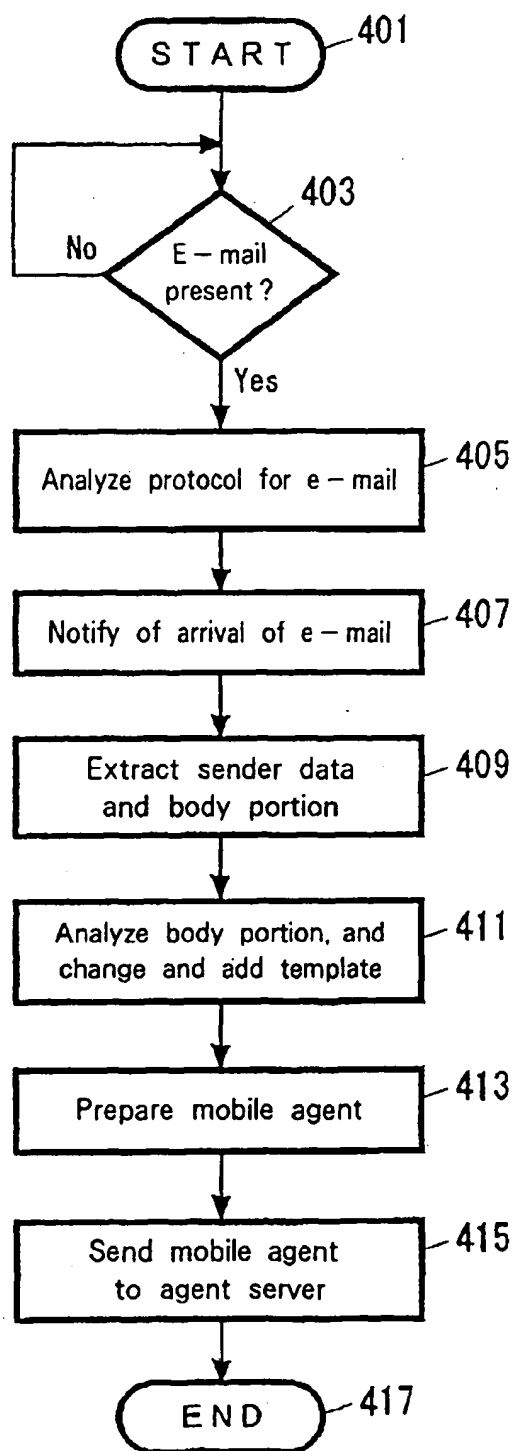 START
401
403
No
E-mail
present?
Yes
Analyze protocol for e-mail
405
Notify of arrival of e-mail
407
Extract sender data
and body portion
409
Analyze body portion, and
change and add template
411
Prepare mobile agent
413
Send mobile agent
to agent server
415
END
417